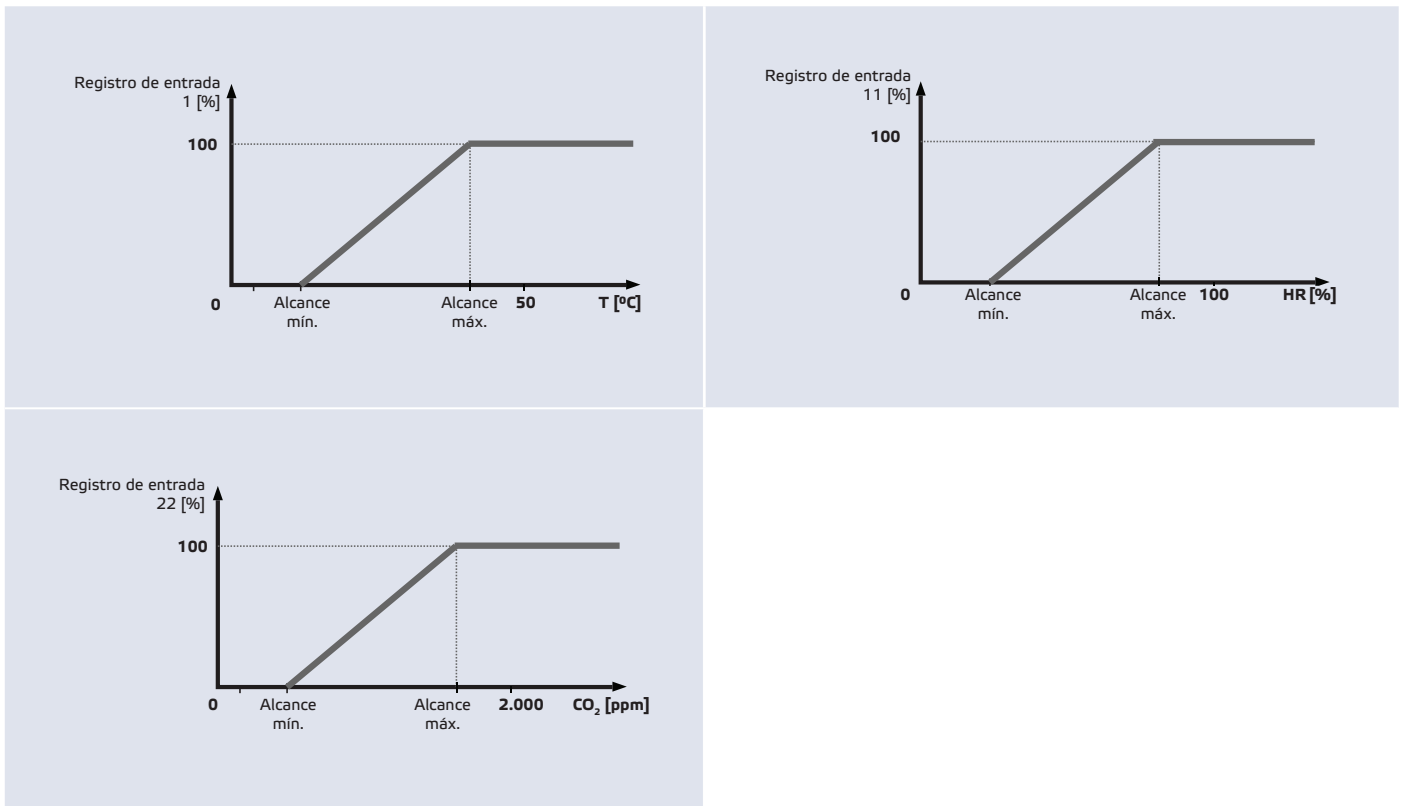 Registro de entrada
1 [%]
100
0
Alcance
mín.
Alcance
máx.
50
T [ºC]
Registro de entrada
11 [%]
100
0
Alcance
mín.
Alcance
máx.
100
HR [%]
Registro de entrada
22 [%]
100
0
Alcance
mín.
Alcance
máx.
2.000
CO₂ [ppm]